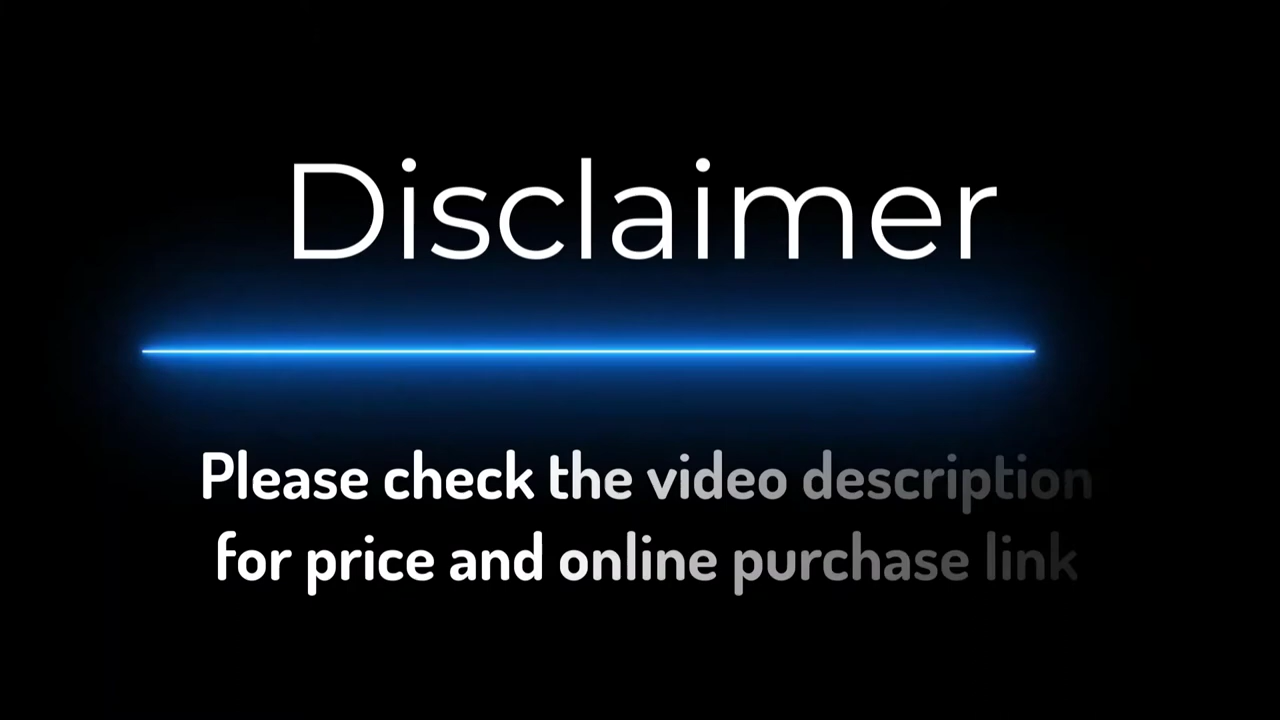 Disclaimer
Please check the video description
for price and online purchase link